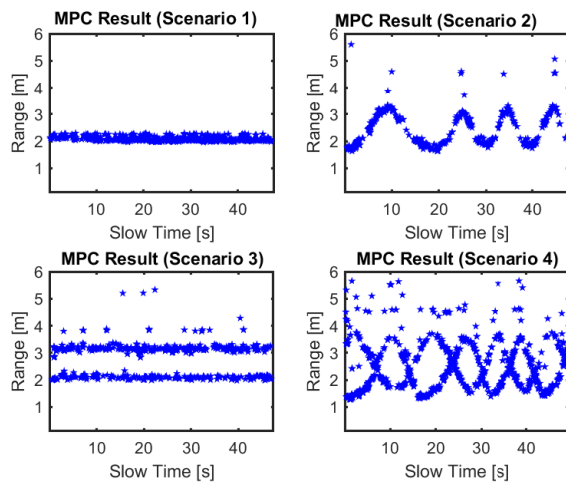 MPC Result (Scenario 1)
6
5
4
3
2
1
Range [m]
10 20 30 40
Slow Time [s]
MPC Result (Scenario 2)
6
5
4
3
2
1
Range [m]
10 20 30 40
Slow Time [s]
MPC Result (Scenario 3)
6
5
4
3
2
1
Range [m]
10 20 30 40
Slow Time [s]
MPC Result (Scenario 4)
6
5
4
3
2
1
Range [m]
10 20 30 40
Slow Time [s]